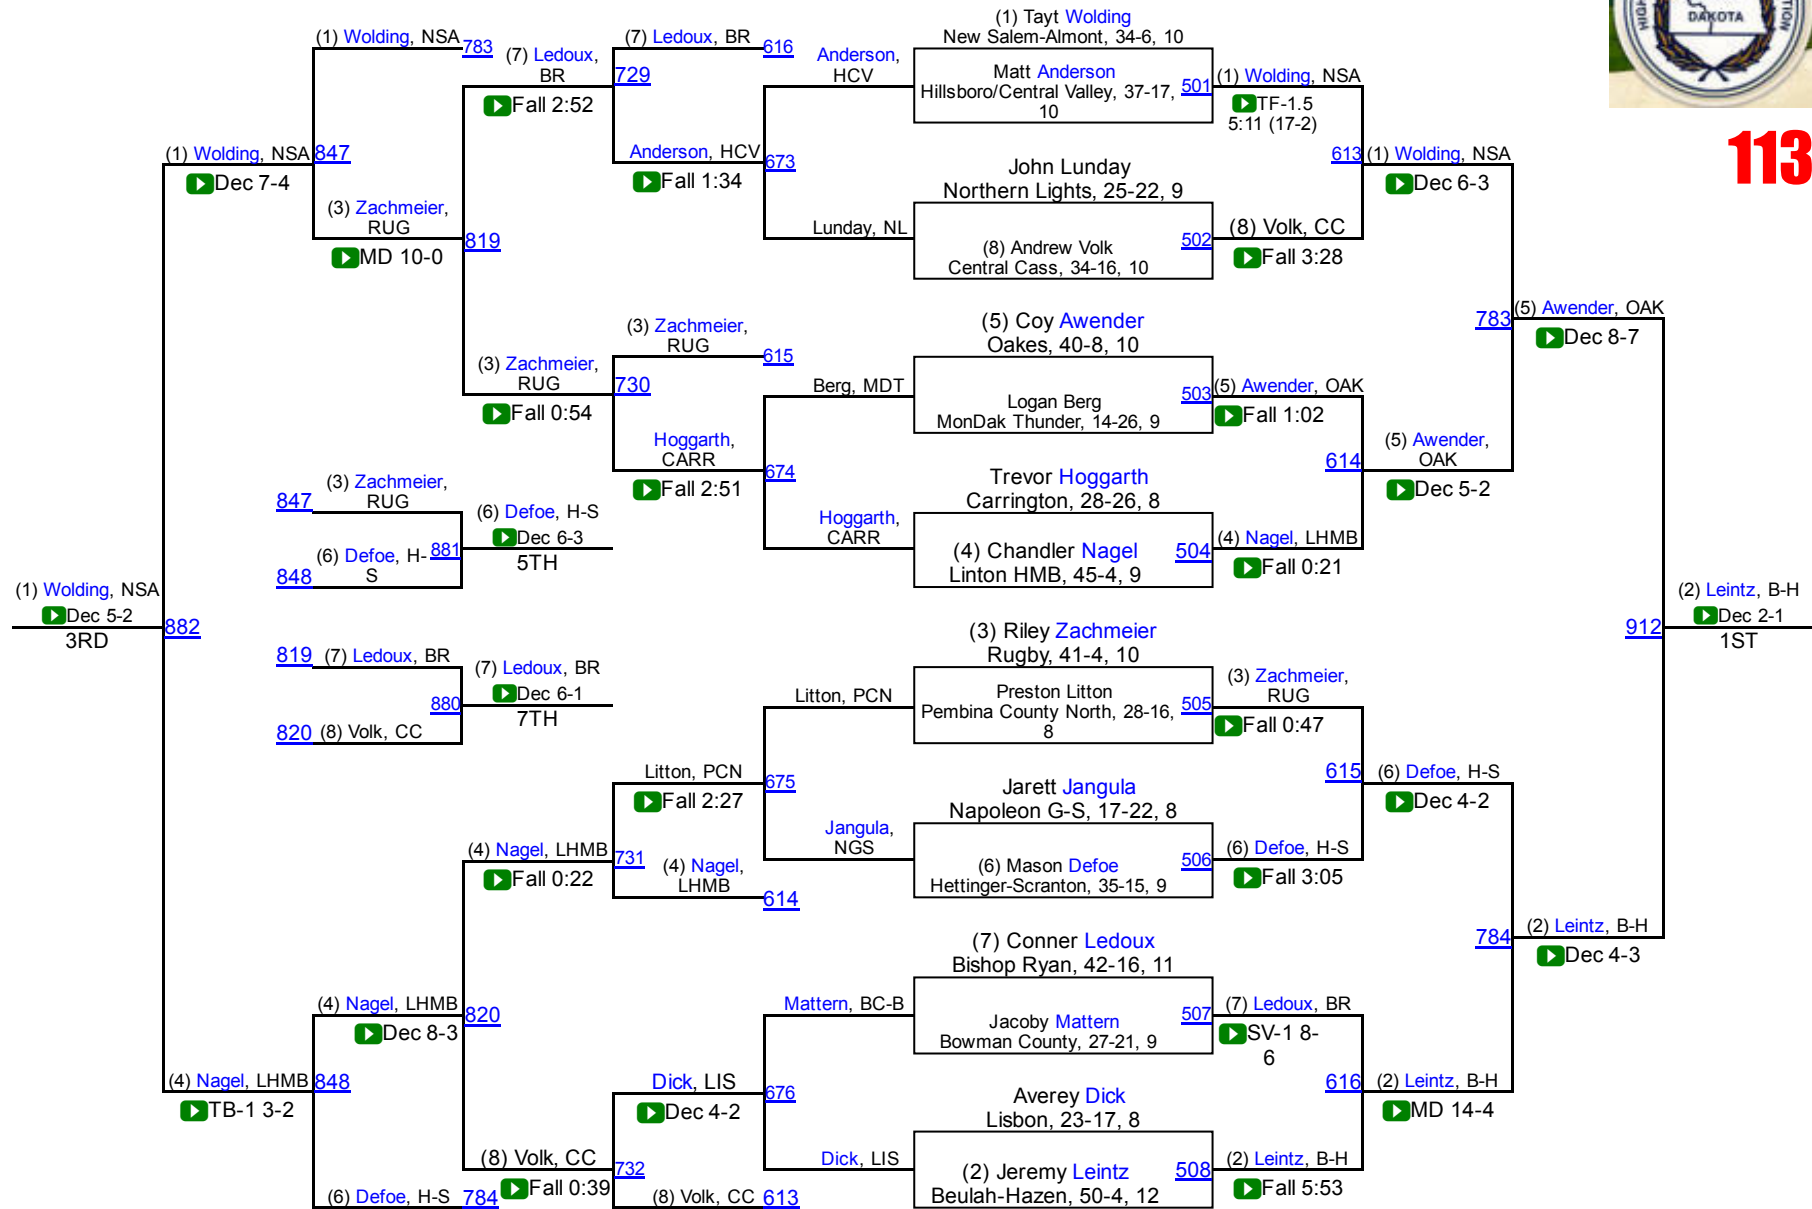 HIGH
DAKOTA
TION
113
(1) Wolding, NSA
783
(7) Ledoux,
BR
729
Fall 2:52
(7) Ledoux, BR
616
Anderson, HCV
673
Fall 1:34
(1) Wolding, NSA
847
Dec 7-4
(3) Zachmeier,
RUG
819
MD 10-0
(3) Zachmeier,
RUG
730
Fall 0:54
(3) Zachmeier,
RUG
615
Hoggarth,
CARR
674
Fall 2:51
847
(3) Zachmeier,
RUG
848
(6) Defoe, H-
S
881
(6) Defoe, H-S
Dec 6-3
5TH
(1) Wolding, NSA
Dec 5-2
3RD
882
819
(7) Ledoux, BR
820
(8) Volk, CC
880
(7) Ledoux, BR
Dec 6-1
7TH
Litton, PCN
675
Fall 2:27
(4) Nagel, LHMB
731
Fall 0:22
(4) Nagel,
LHMB
614
(4) Nagel, LHMB
820
Dec 8-3
(4) Nagel, LHMB
848
TB-1 3-2
Dick, LIS
676
Dec 4-2
(8) Volk, CC
732
Fall 0:39
(6) Defoe, H-S
784
(8) Volk, CC
613
Anderson,
HCV
Lunday, NL
Berg, MDT
Hoggarth,
CARR
Litton, PCN
Jangula,
NGS
Mattern, BC-B
Dick, LIS
(1) Tayt Wolding
New Salem-Almont, 34-6, 10
Matt Anderson
Hillsboro/Central Valley, 37-17,
10
501
John Lunday
Northern Lights, 25-22, 9
(8) Andrew Volk
Central Cass, 34-16, 10
502
(5) Coy Awender
Oakes, 40-8, 10
Logan Berg
MonDak Thunder, 14-26, 9
503
Trevor Hoggarth
Carrington, 28-26, 8
(4) Chandler Nagel
Linton HMB, 45-4, 9
504
(3) Riley Zachmeier
Rugby, 41-4, 10
Preston Litton
Pembina County North, 28-16,
8
505
Jarett Jangula
Napoleon G-S, 17-22, 8
(6) Mason Defoe
Hettinger-Scranton, 35-15, 9
506
(7) Conner Ledoux
Bishop Ryan, 42-16, 11
Jacoby Mattern
Bowman County, 27-21, 9
507
Averey Dick
Lisbon, 23-17, 8
(2) Jeremy Leintz
Beulah-Hazen, 50-4, 12
508
(1) Wolding, NSA
TF-1.5
5:11 (17-2)
(8) Volk, CC
Fall 3:28
(5) Awender, OAK
Fall 1:02
(4) Nagel, LHMB
Fall 0:21
(3) Zachmeier,
RUG
Fall 0:47
(6) Defoe, H-S
Fall 3:05
(7) Ledoux, BR
SV-1 8-
6
(2) Leintz, B-H
Fall 5:53
613
(1) Wolding, NSA
Dec 6-3
614
(5) Awender,
OAK
Dec 5-2
615
(6) Defoe, H-S
Dec 4-2
616
(2) Leintz, B-H
MD 14-4
783
(5) Awender, OAK
Dec 8-7
784
(2) Leintz, B-H
Dec 4-3
912
(2) Leintz, B-H
Dec 2-1
1ST